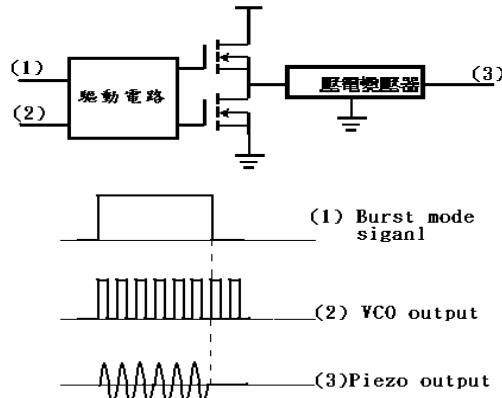 (1)
(2)
驅動電路
壓電變壓器
(3)
(1) Burst mode
siganl
(2) VCO output
(3)Piezo output